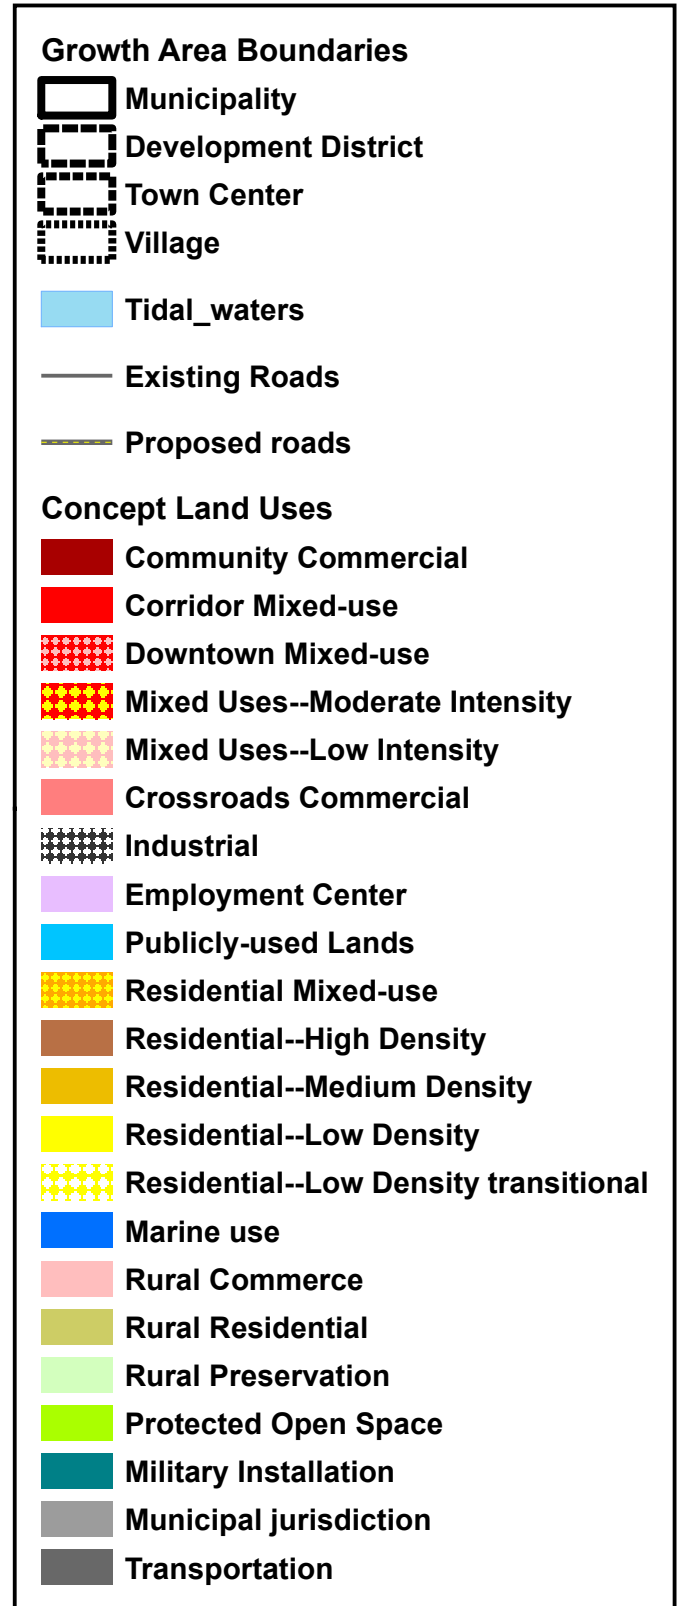 Growth Area Boundaries
Municipality
Development District
Town Center
Village
Tidal_waters
Existing Roads
Proposed roads
Concept Land Uses
Community Commercial
Corridor Mixed-use
Downtown Mixed-use
Mixed Uses--Moderate Intensity
Mixed Uses--Low Intensity
Crossroads Commercial
Industrial
Employment Center
Publicly-used Lands
Residential Mixed-use
Residential--High Density
Residential--Medium Density
Residential--Low Density
Residential--Low Density transitional
Marine use
Rural Commerce
Rural Residential
Rural Preservation
Protected Open Space
Military Installation
Municipal jurisdiction
Transportation